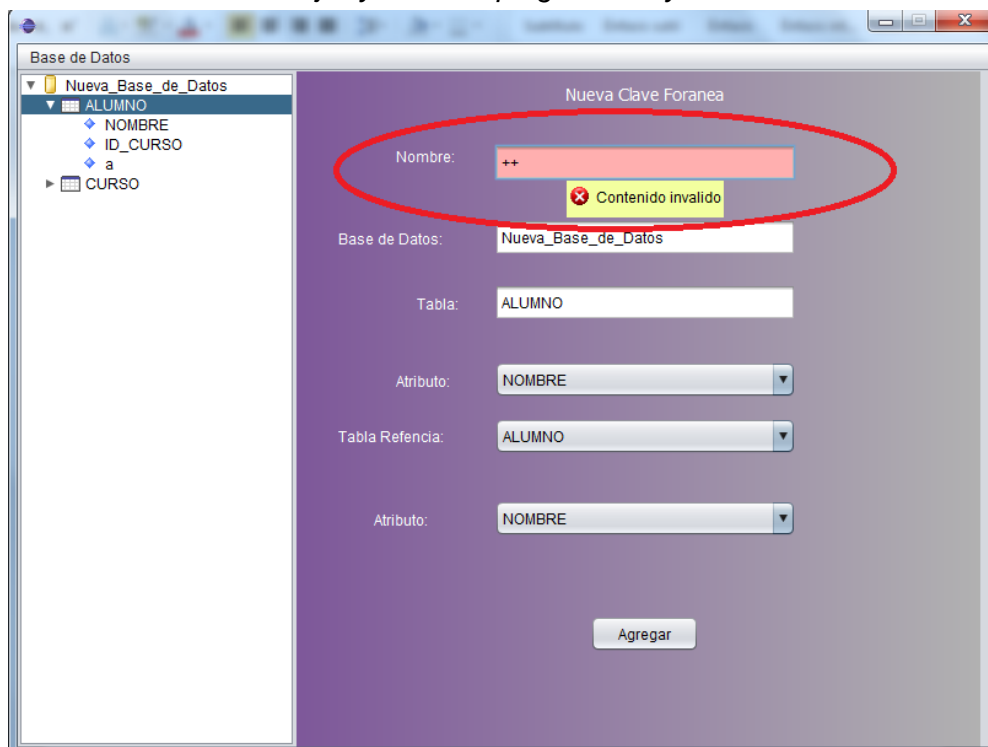 Base de Datos
Nueva_Base_de_Datos
ALUMNO
NOMBRE
ID_CURSO
a
CURSO
Nueva Clave Foranea
Nombre: ++
Contenido invalido
Base de Datos: Nueva_Base_de_Datos
Tabla: ALUMNO
Atributo: NOMBRE
Tabla Refencia: ALUMNO
Atributo: NOMBRE
Agregar